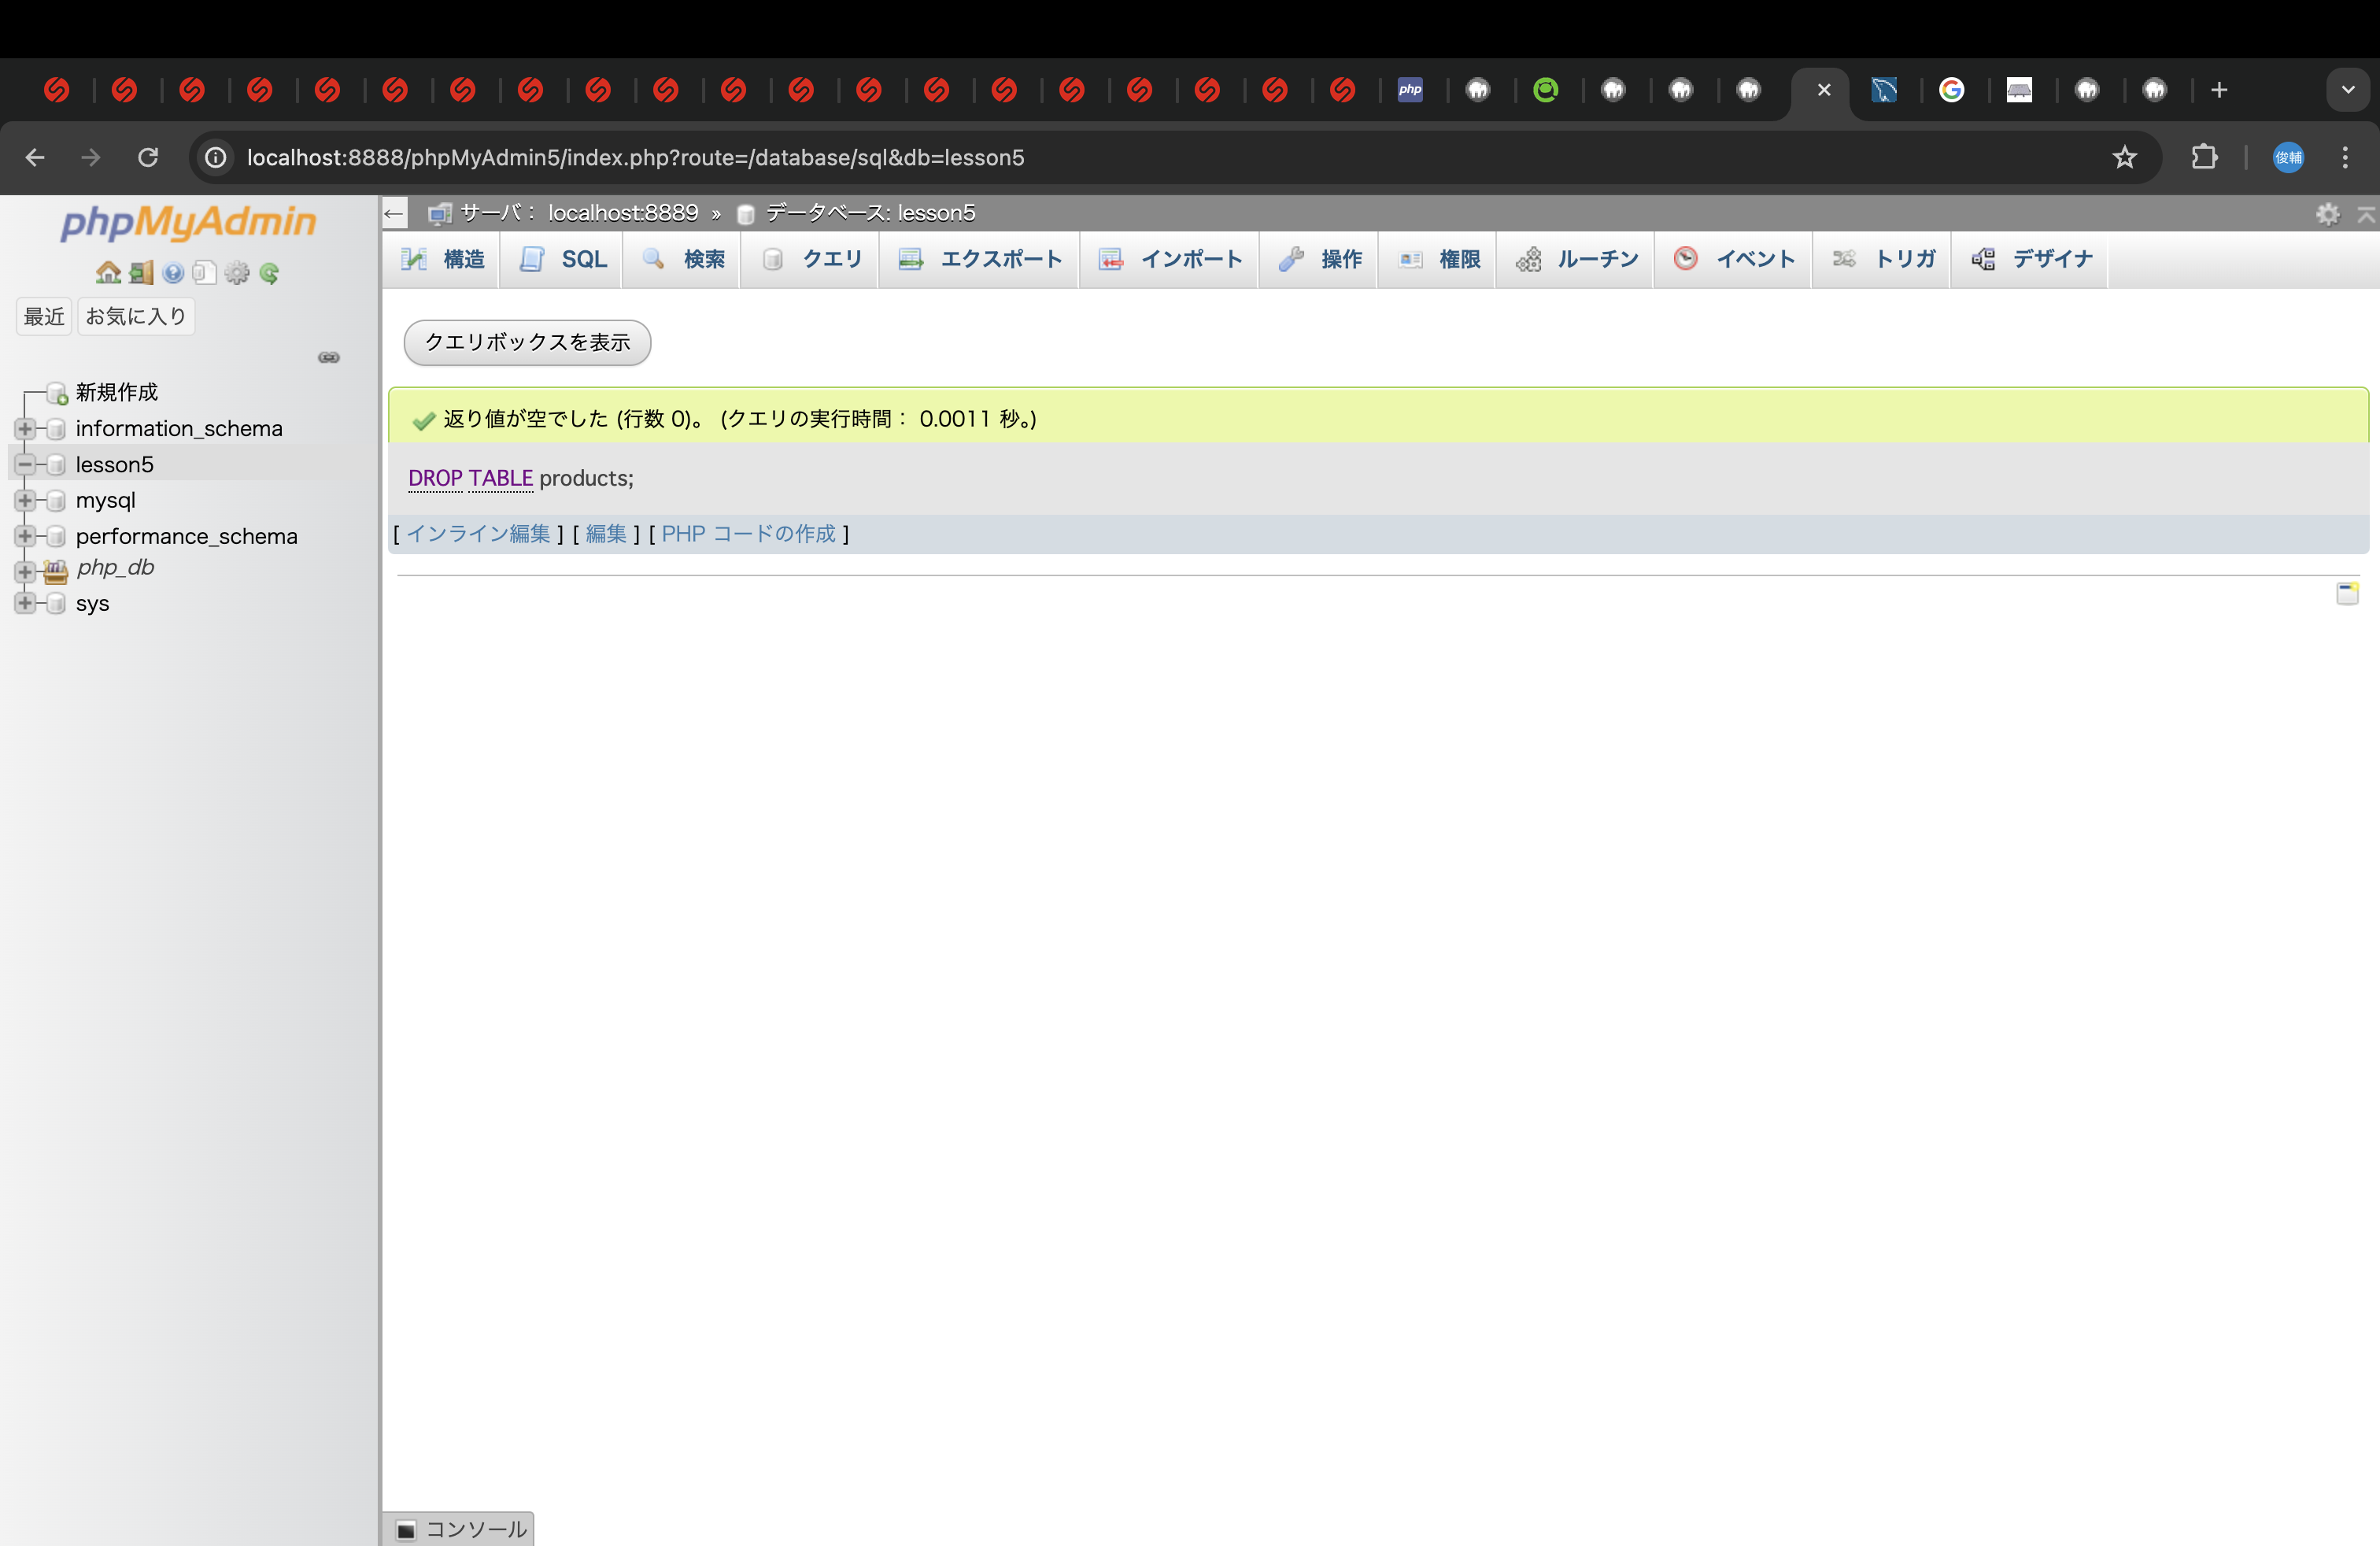 php
localhost:8888/phpMyAdmin5/index.php?route=/database/sql&db=lesson5
俊輔
phpMyAdmin
最近 お気に入り
新規作成
information_schema
lesson5
mysql
performance_schema
php_db
sys
サーバ： localhost:8889 » データベース: lesson5
構造 SQL 検索 クエリ エクスポート インポート 操作 権限 ルーチン イベント トリガ デザイナ
クエリボックスを表示
返り値が空でした (行数 0)。 (クエリの実行時間： 0.0011 秒。)
DROP TABLE products;
[ インライン編集 ] [ 編集 ] [ PHP コードの作成 ]
コンソール